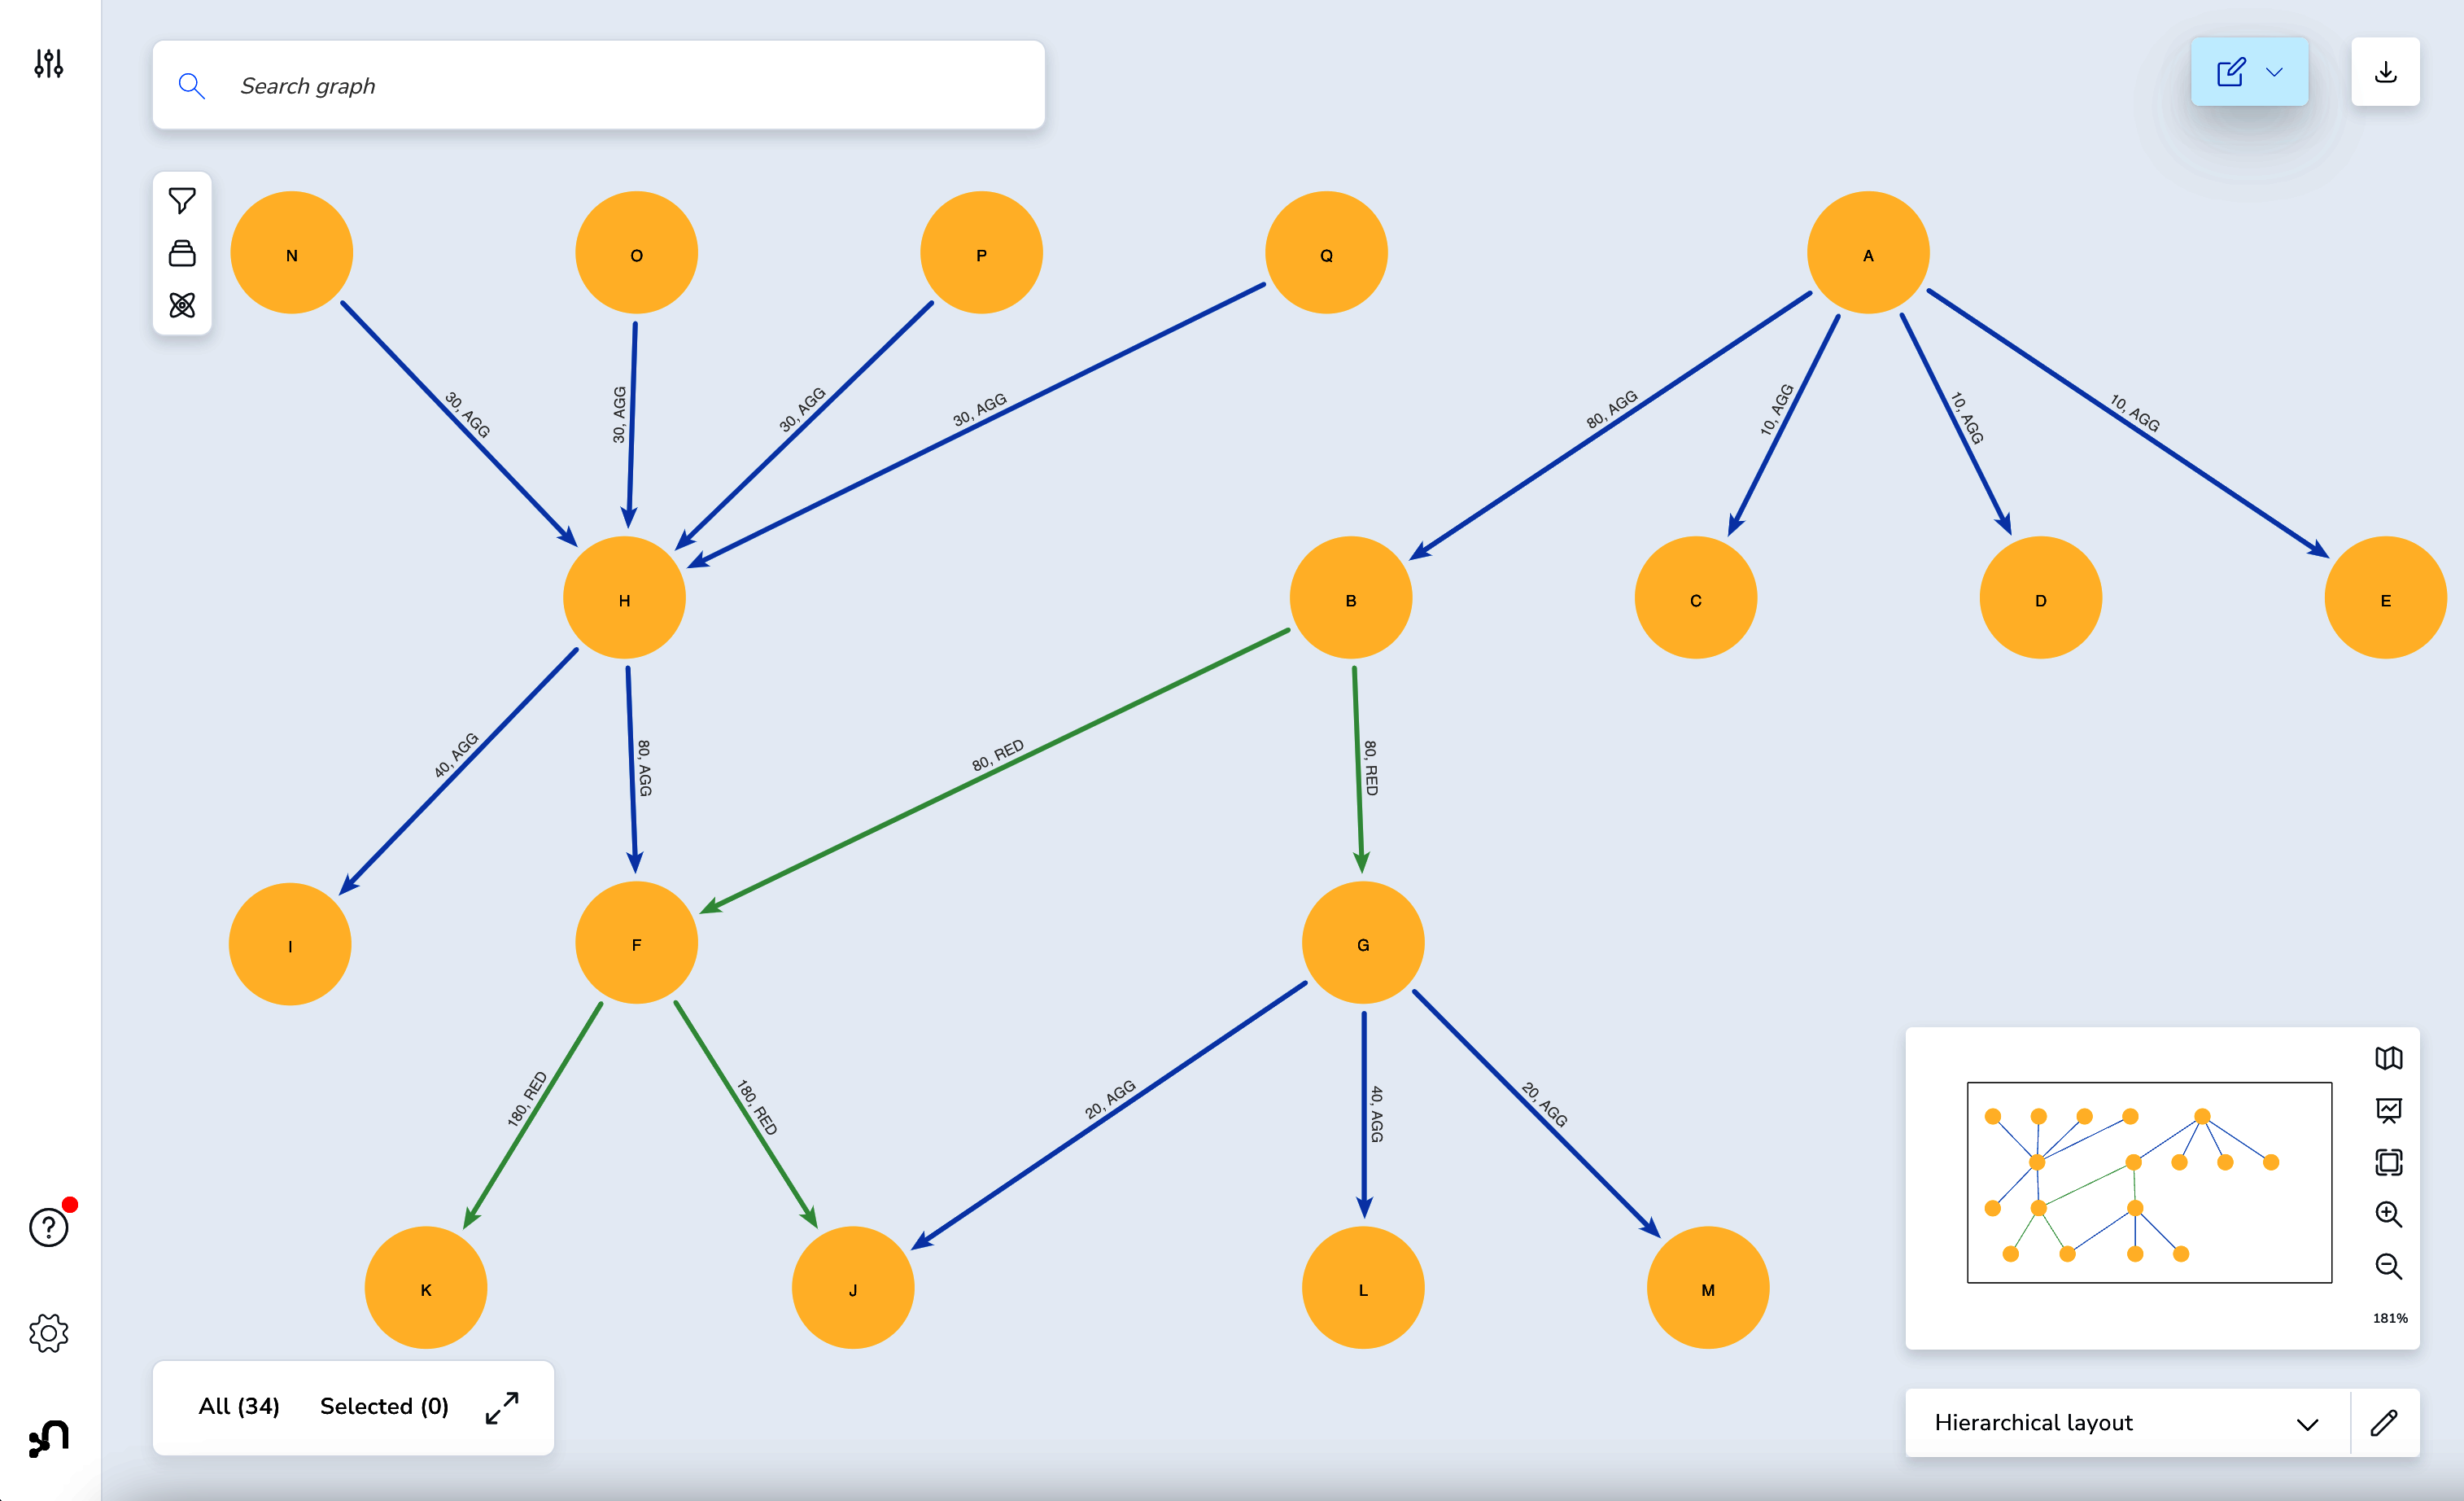 Search graph
N
O
P
Q
A
30, AGG
30, AGG
30, AGG
30, AGG
80, AGG
10, AGG
10, AGG
10, AGG
H
B
C
D
E
40, AGG
80, AGG
80, RED
80, RED
I
F
G
180, RED
180, RED
20, AGG
40, AGG
20, AGG
K
J
L
M
181%
All (34) Selected (0)
Hierarchical layout